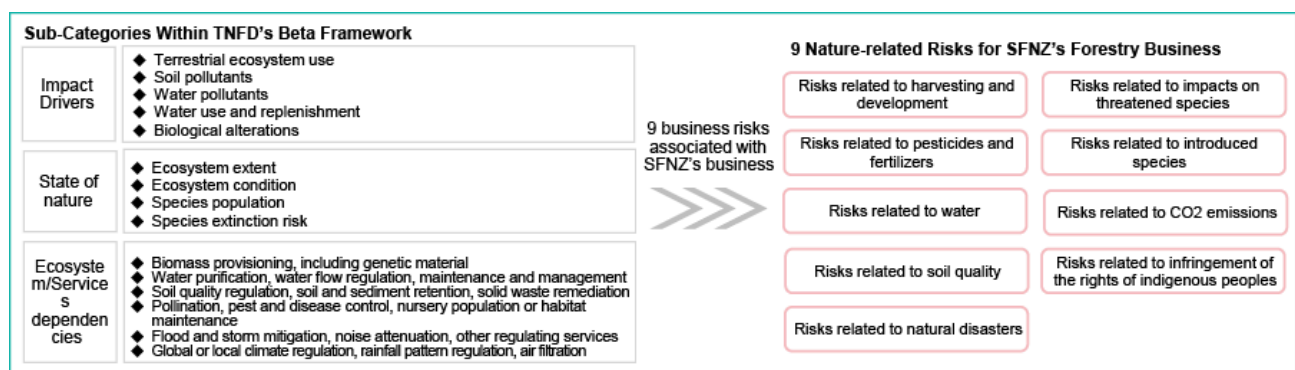 Sub-Categories Within TNFD's Beta Framework
Impact
Drivers
◆ Terrestrial ecosystem use
◆ Soil pollutants
◆ Water pollutants
◆ Water use and replenishment
◆ Biological alterations
State of
nature
◆ Ecosystem extent
◆ Ecosystem condition
◆ Species population
◆ Species extinction risk
Ecosyste
m/Service
s
dependen
cies
◆ Biomass provisioning, including genetic material
◆ Water purification, water flow regulation, maintenance and management
◆ Soil quality regulation, soil and sediment retention, solid waste remediation
◆ Pollination, pest and disease control, nursery population or habitat
maintenance
◆ Flood and storm mitigation, noise attenuation, other regulating services
◆ Global or local climate regulation, rainfall pattern regulation, air filtration
9 business risks
associated with
SFNZ's business
9 Nature-related Risks for SFNZ's Forestry Business
Risks related to harvesting and
development
Risks related to impacts on
threatened species
Risks related to pesticides and
fertilizers
Risks related to introduced
species
Risks related to water
Risks related to CO2 emissions
Risks related to soil quality
Risks related to infringement of
the rights of indigenous peoples
Risks related to natural disasters